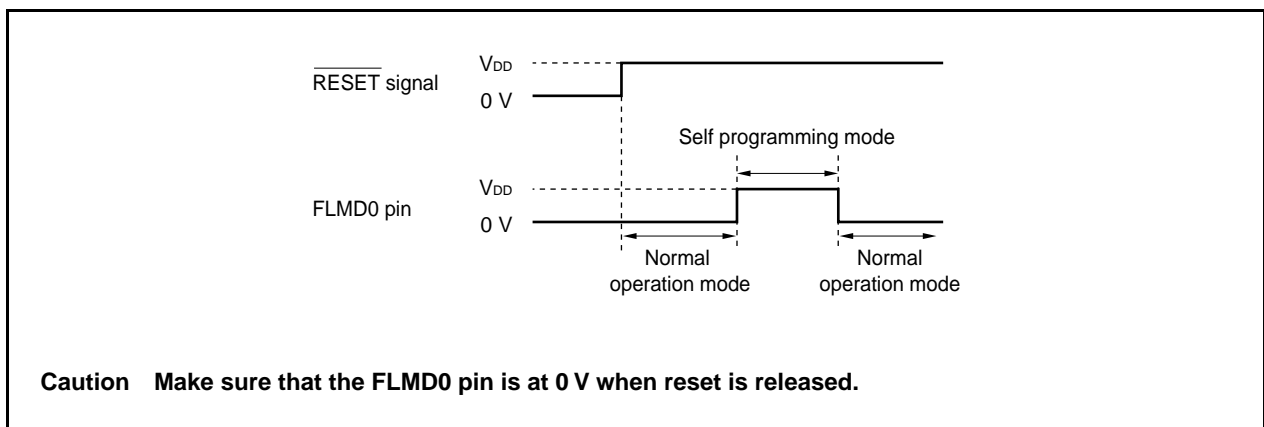 VDD
RESET signal
0 V
Self programming mode
VDD
FLMD0 pin
0 V
Normal
operation mode
Normal
operation mode
Caution Make sure that the FLMD0 pin is at 0 V when reset is released.